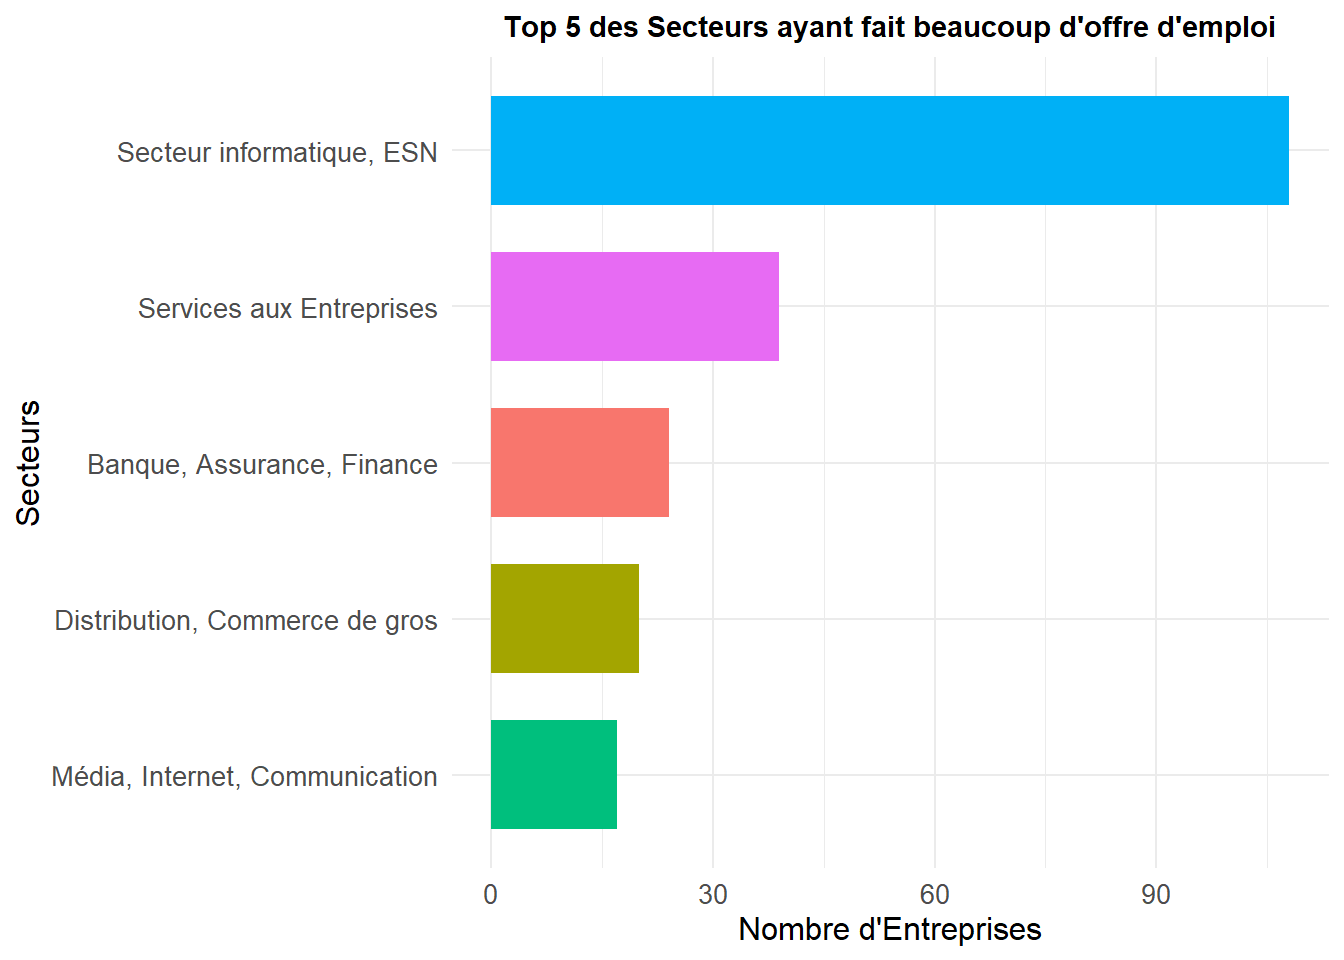 Top 5 des Secteurs ayant fait beaucoup d'offre d'emploi
Secteurs
Secteur informatique, ESN
Services aux Entreprises
Banque, Assurance, Finance
Distribution, Commerce de gros
Média, Internet, Communication
0 30 60 90
Nombre d'Entreprises